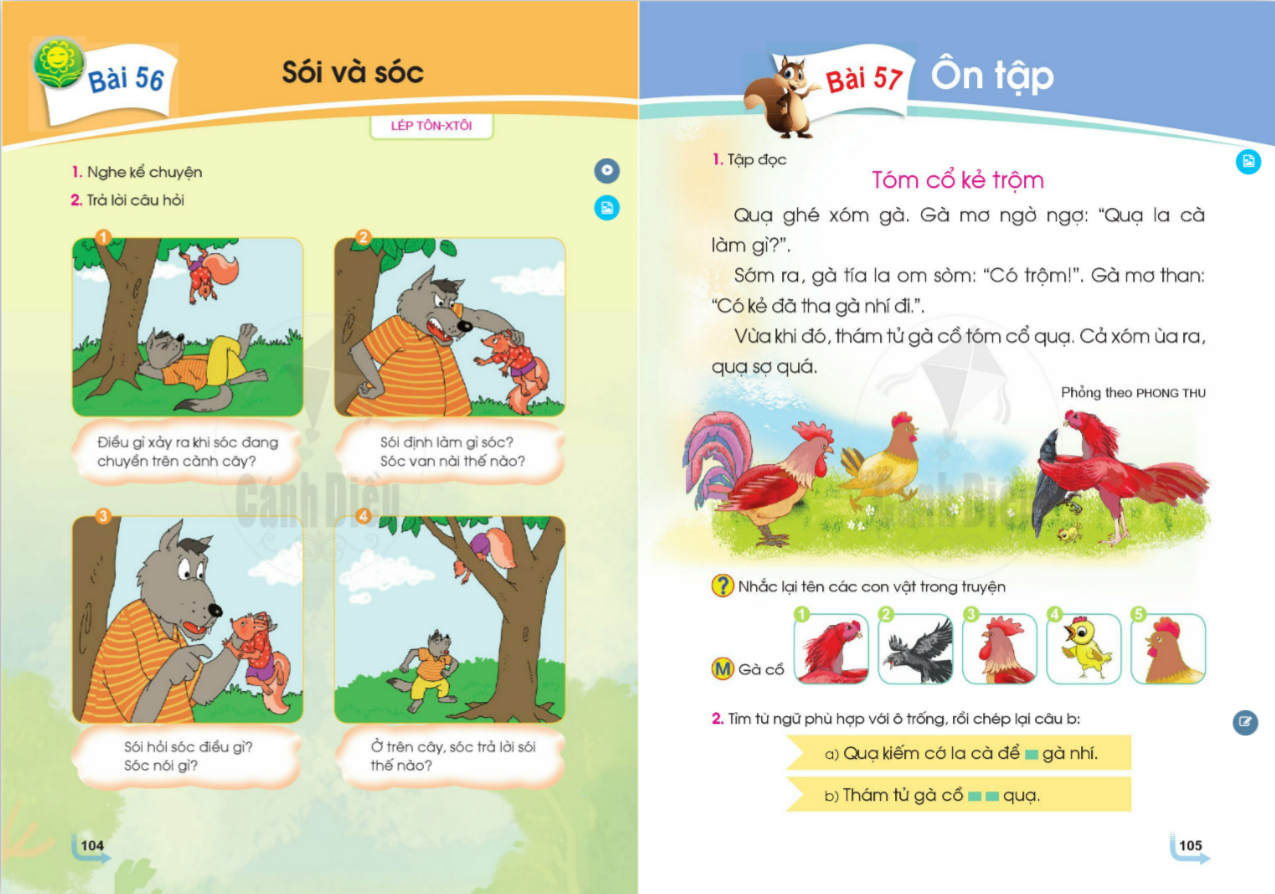 Bài 56
Sói và sóc
LÉP TÔN-XTÔI
1. Nghe kể chuyện
2. Trả lời câu hỏi
1
2
Điều gì xảy ra khi sóc đang
chuyền trên cành cây?
Sói định làm gì sóc?
Sóc van nài thế nào?
3
4
Sói hỏi sóc điều gì?
Sóc nói gì?
Ở trên cây, sóc trả lời sói
thế nào?
Cánh Diều
104
Bài 57
Ôn tập
1. Tập đọc
Tóm cổ kẻ trộm
Quạ ghé xóm gà. Gà mơ ngờ ngợ: “Quạ la cà
làm gì?”.
Sớm ra, gà tía la om sòm: “Có trộm!”. Gà mơ than:
“Có kẻ đã tha gà nhí đi.”.
Vừa khi đó, thám tử gà cồ tóm cổ quạ. Cả xóm ùa ra,
quạ sợ quá.
Phỏng theo PHONG THU
Cánh Diều
? Nhắc lại tên các con vật trong truyện
1 2 3 4 5
M Gà cồ
2. Tìm từ ngữ phù hợp với ô trống, rồi chép lại câu b:
a) Quạ kiếm cớ la cà để gà nhí.
b) Thám tử gà cồ quạ.
105